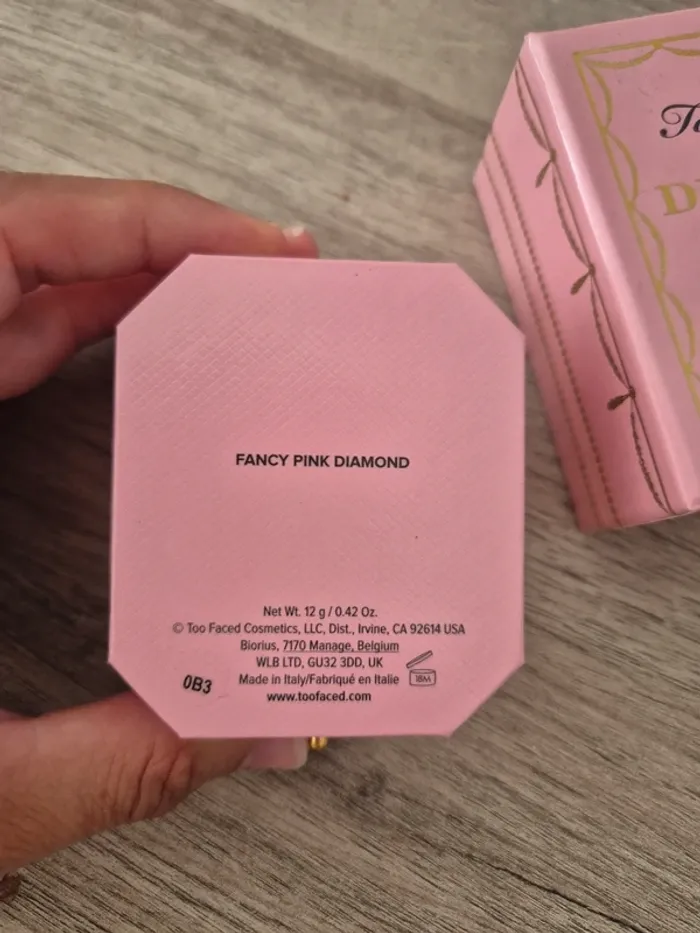 FANCY PINK DIAMOND
Net Wt. 12 g / 0.42 Oz.
© Too Faced Cosmetics, LLC, Dist., Irvine, CA 92614 USA
Biorius, 7170 Manage, Belgium
WLB LTD, GU32 3DD, UK
Made in Italy/Fabriqué en Italie
18M
0B3
www.toofaced.com